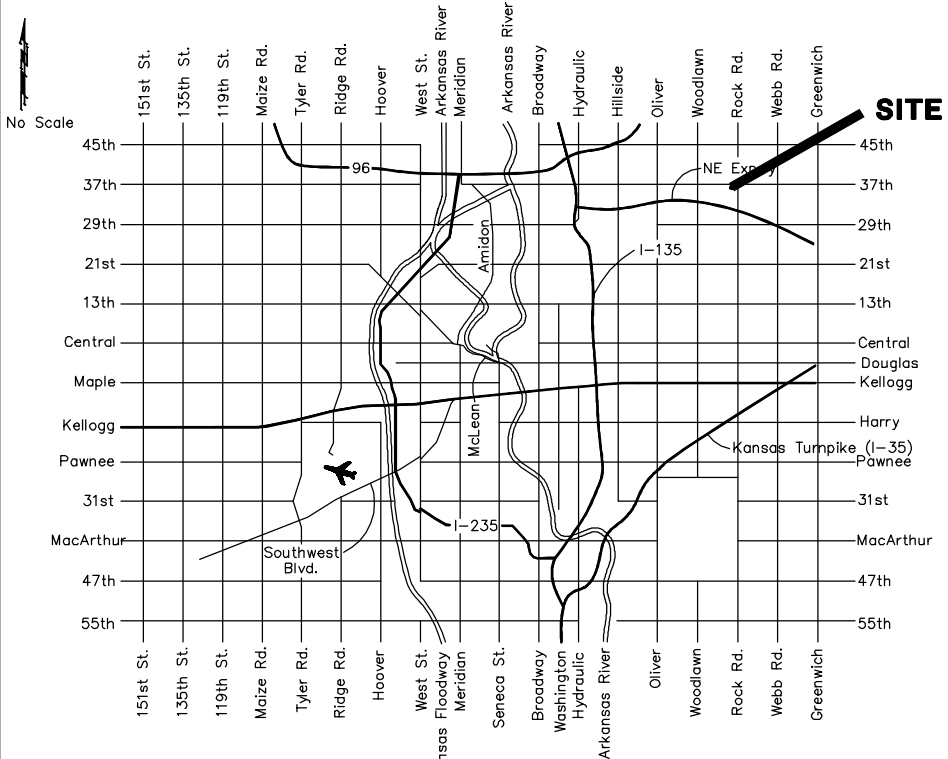 No Scale
151st St.
135th St.
119th St.
Maize Rd.
Tyler Rd.
Ridge Rd.
Hoover
West St.
Arkansas River
Meridian
Arkansas River
Broadway
Hydraulic
Hillside
Oliver
Woodlawn
Rock Rd.
Webb Rd.
Greenwich
SITE
45th
45th
96
NE
37th
37th
29th
29th
Amidon
I-135
21st
21st
13th
13th
Central
Central
Douglas
Maple
Kellogg
McLean
Kellogg
Harry
Kansas Turnpike (I-35)
Pawnee
Pawnee
31st
31st
I-235
MacArthur
MacArthur
Southwest
Blvd.
47th
47th
55th
55th
151st St.
135th St.
119th St.
Maize Rd.
Tyler Rd.
Ridge Rd.
Hoover
West St.
Floodway
Meridian
Seneca St.
Broadway
Washington
Hydraulic
Arkansas River
Oliver
Woodlawn
Rock Rd.
Webb Rd.
Greenwich